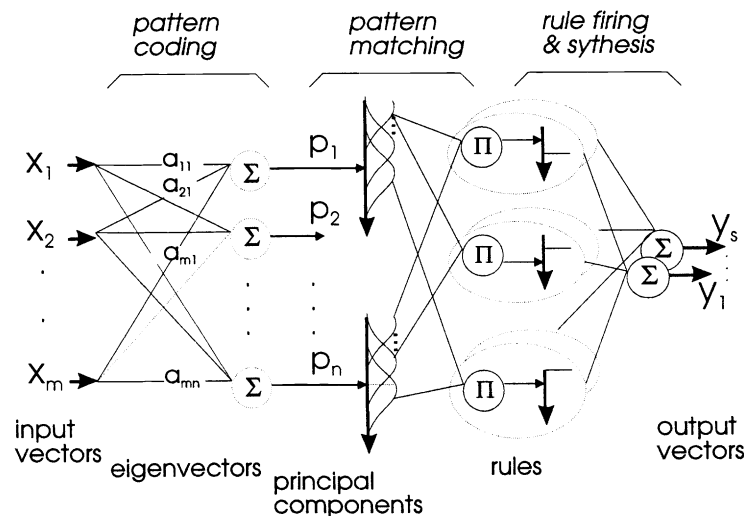 pattern
coding
pattern
matching
rule firing
& sythesis
X1
a11
Σ
p1
Π
a21
X2
Σ
p2
am1
Π
Σ
ys
Σ
y1
Xm
amn
Σ
pn
Π
input
vectors
eigenvectors
principal
components
rules
output
vectors